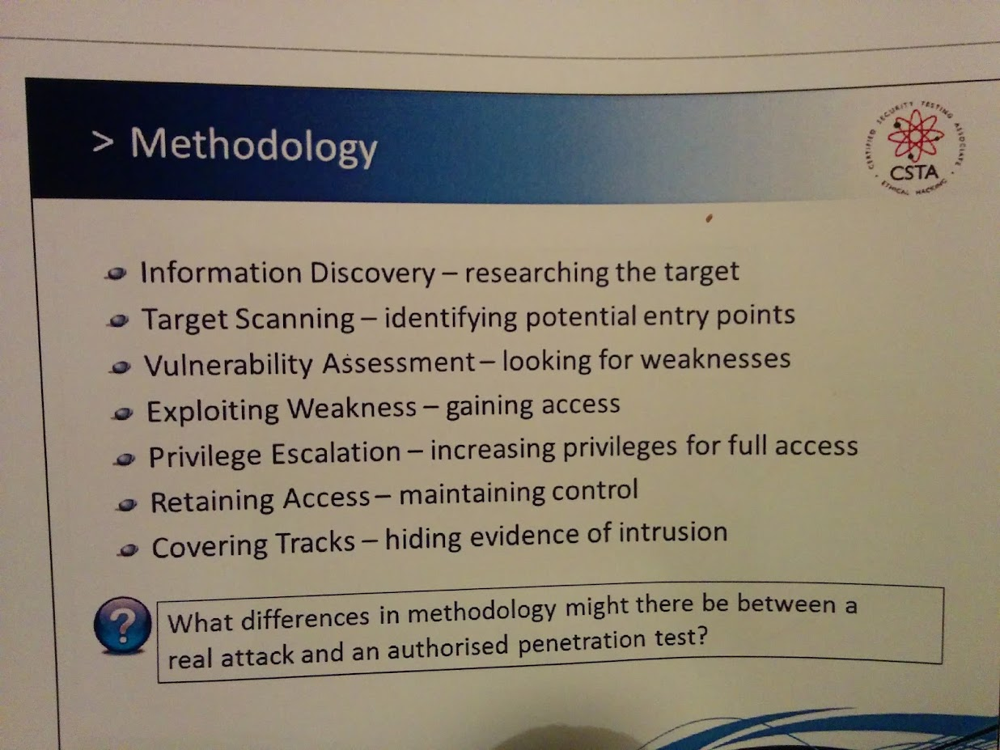 > Methodology
CERTIFIED SECURITY TESTING ASSOCIATE
CSTA
ETHICAL HACKING
Information Discovery – researching the target
Target Scanning – identifying potential entry points
Vulnerability Assessment – looking for weaknesses
Exploiting Weakness – gaining access
Privilege Escalation – increasing privileges for full access
Retaining Access – maintaining control
Covering Tracks – hiding evidence of intrusion
?
What differences in methodology might there be between a
real attack and an authorised penetration test?